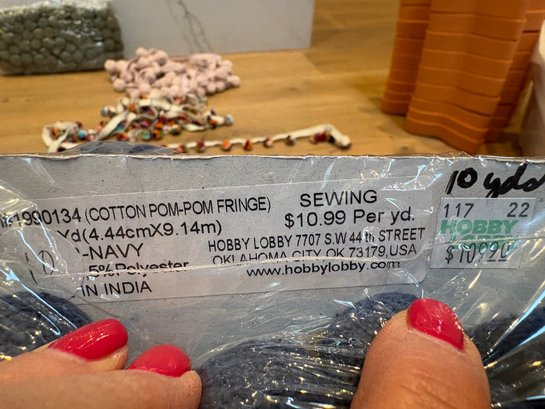 1990134 (COTTON POM-POM FRINGE)
Yd(4.44cmX9.14m)
-NAVY
5%Polyester
IN INDIA
SEWING
$10.99 Per yd.
HOBBY LOBBY 7707 S.W 44th STREET
OKLAHOMA CITY OK 73179,USA
www.hobbylobby.com
10 yds
117 22
HOBBY